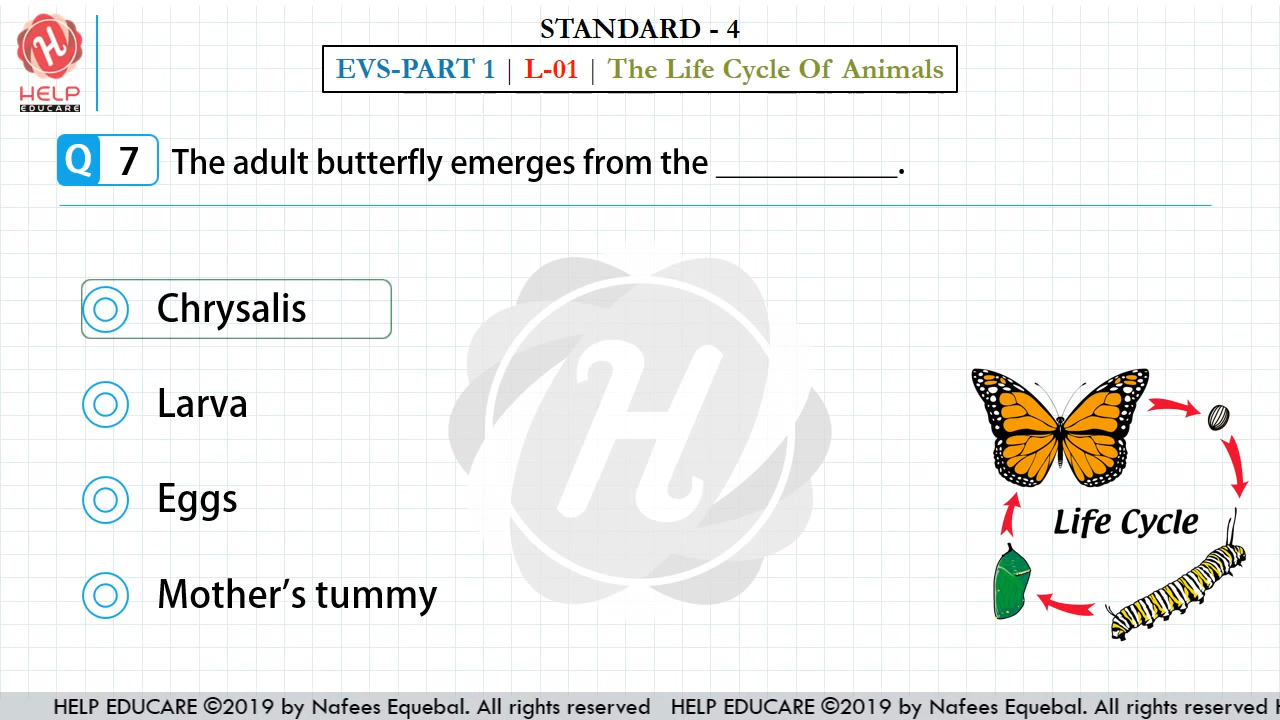 STANDARD - 4
HELP
EDUCARE
EVS-PART 1 | L-01 | The Life Cycle Of Animals
Q 7 The adult butterfly emerges from the ___________.
Chrysalis
Larva
Eggs
Mother’s tummy
Life Cycle
HELP EDUCARE ©2019 by Nafees Equebal. All rights reserved HELP EDUCARE ©2019 by Nafees Equebal. All rights reserved H